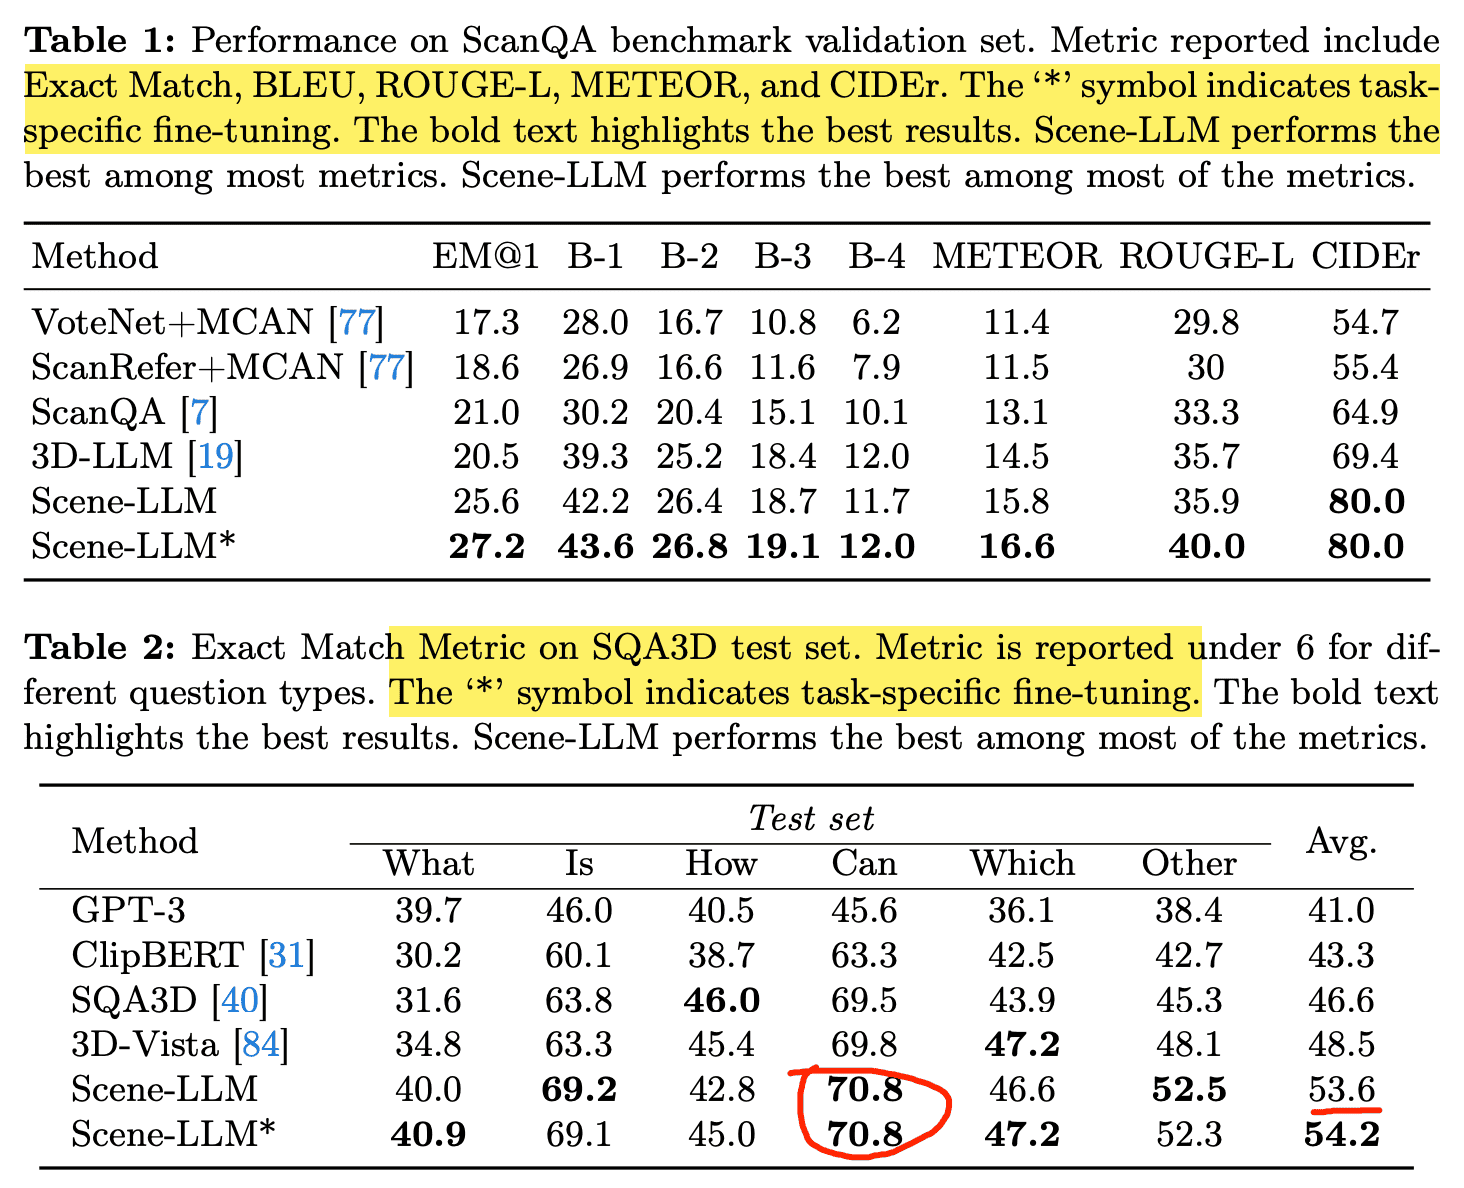 Table 1: Performance on ScanQA benchmark validation set. Metric reported include
Exact Match, BLEU, ROUGE-L, METEOR, and CIDEr. The ‘*’ symbol indicates task-
specific fine-tuning. The bold text highlights the best results. Scene-LLM performs the
best among most metrics. Scene-LLM performs the best among most of the metrics.
Method EM@1 B-1 B-2 B-3 B-4 METEOR ROUGE-L CIDEr
VoteNet+MCAN [77] 17.3 28.0 16.7 10.8 6.2 11.4 29.8 54.7
ScanRefer+MCAN [77] 18.6 26.9 16.6 11.6 7.9 11.5 30 55.4
ScanQA [7] 21.0 30.2 20.4 15.1 10.1 13.1 33.3 64.9
3D-LLM [19] 20.5 39.3 25.2 18.4 12.0 14.5 35.7 69.4
Scene-LLM 25.6 42.2 26.4 18.7 11.7 15.8 35.9 80.0
Scene-LLM* 27.2 43.6 26.8 19.1 12.0 16.6 40.0 80.0
Table 2: Exact Match Metric on SQA3D test set. Metric is reported under 6 for dif-
ferent question types. The ‘*’ symbol indicates task-specific fine-tuning. The bold text
highlights the best results. Scene-LLM performs the best among most of the metrics.
Test set
Method Avg.
What Is How Can Which Other
GPT-3 39.7 46.0 40.5 45.6 36.1 38.4 41.0
ClipBERT [31] 30.2 60.1 38.7 63.3 42.5 42.7 43.3
SQA3D [40] 31.6 63.8 46.0 69.5 43.9 45.3 46.6
3D-Vista [84] 34.8 63.3 45.4 69.8 47.2 48.1 48.5
Scene-LLM 40.0 69.2 42.8 70.8 46.6 52.5 53.6
Scene-LLM* 40.9 69.1 45.0 70.8 47.2 52.3 54.2